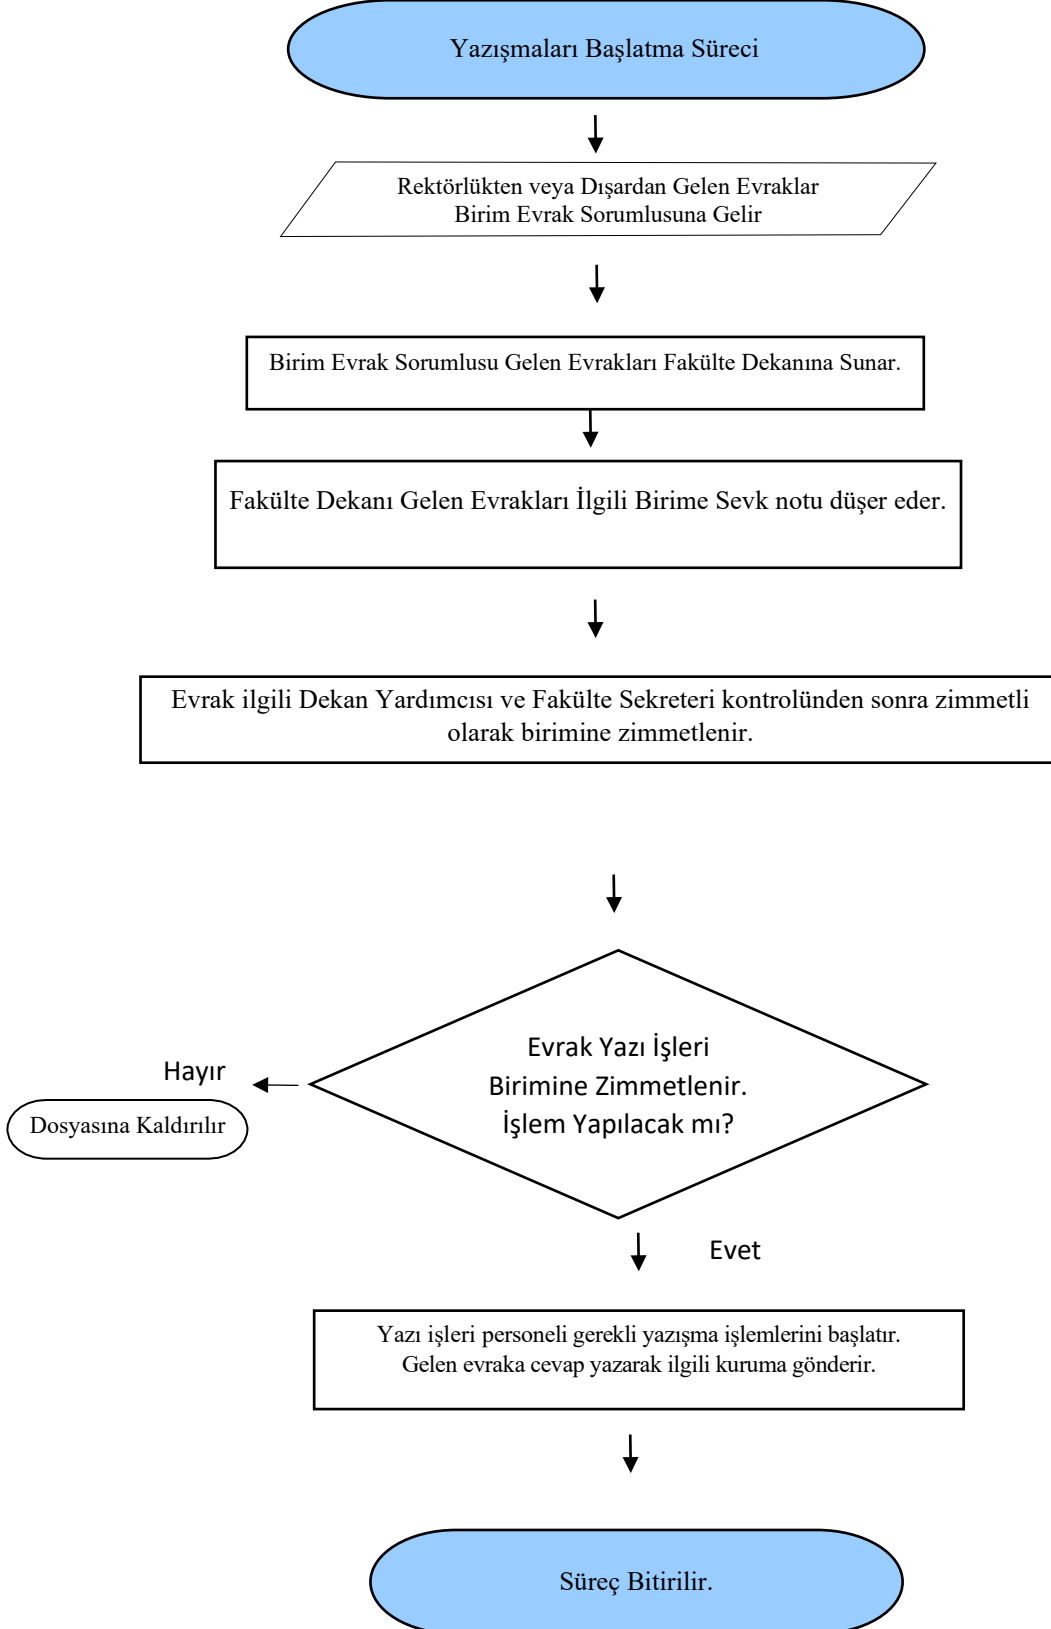 Yazışmaları Başlatma Süreci
Rektörlükten veya Dışardan Gelen Evraklar
Birim Evrak Sorumlusuna Gelir
Birim Evrak Sorumlusu Gelen Evrakları Fakülte Dekanına Sunar.
Fakülte Dekanı Gelen Evrakları İlgili Birime Sevk notu düşer eder.
Evrak ilgili Dekan Yardımcısı ve Fakülte Sekreteri kontrolünden sonra zimmetli
olarak birimine zimmetlenir.
Evrak Yazı İşleri
Birimine Zimmetlenir.
İşlem Yapılacak mı?
Hayır
Dosyasına Kaldırılır
Evet
Yazı işleri personeli gerekli yazışma işlemlerini başlatır.
Gelen evraka cevap yazarak ilgili kuruma gönderir.
Süreç Bitirilir.